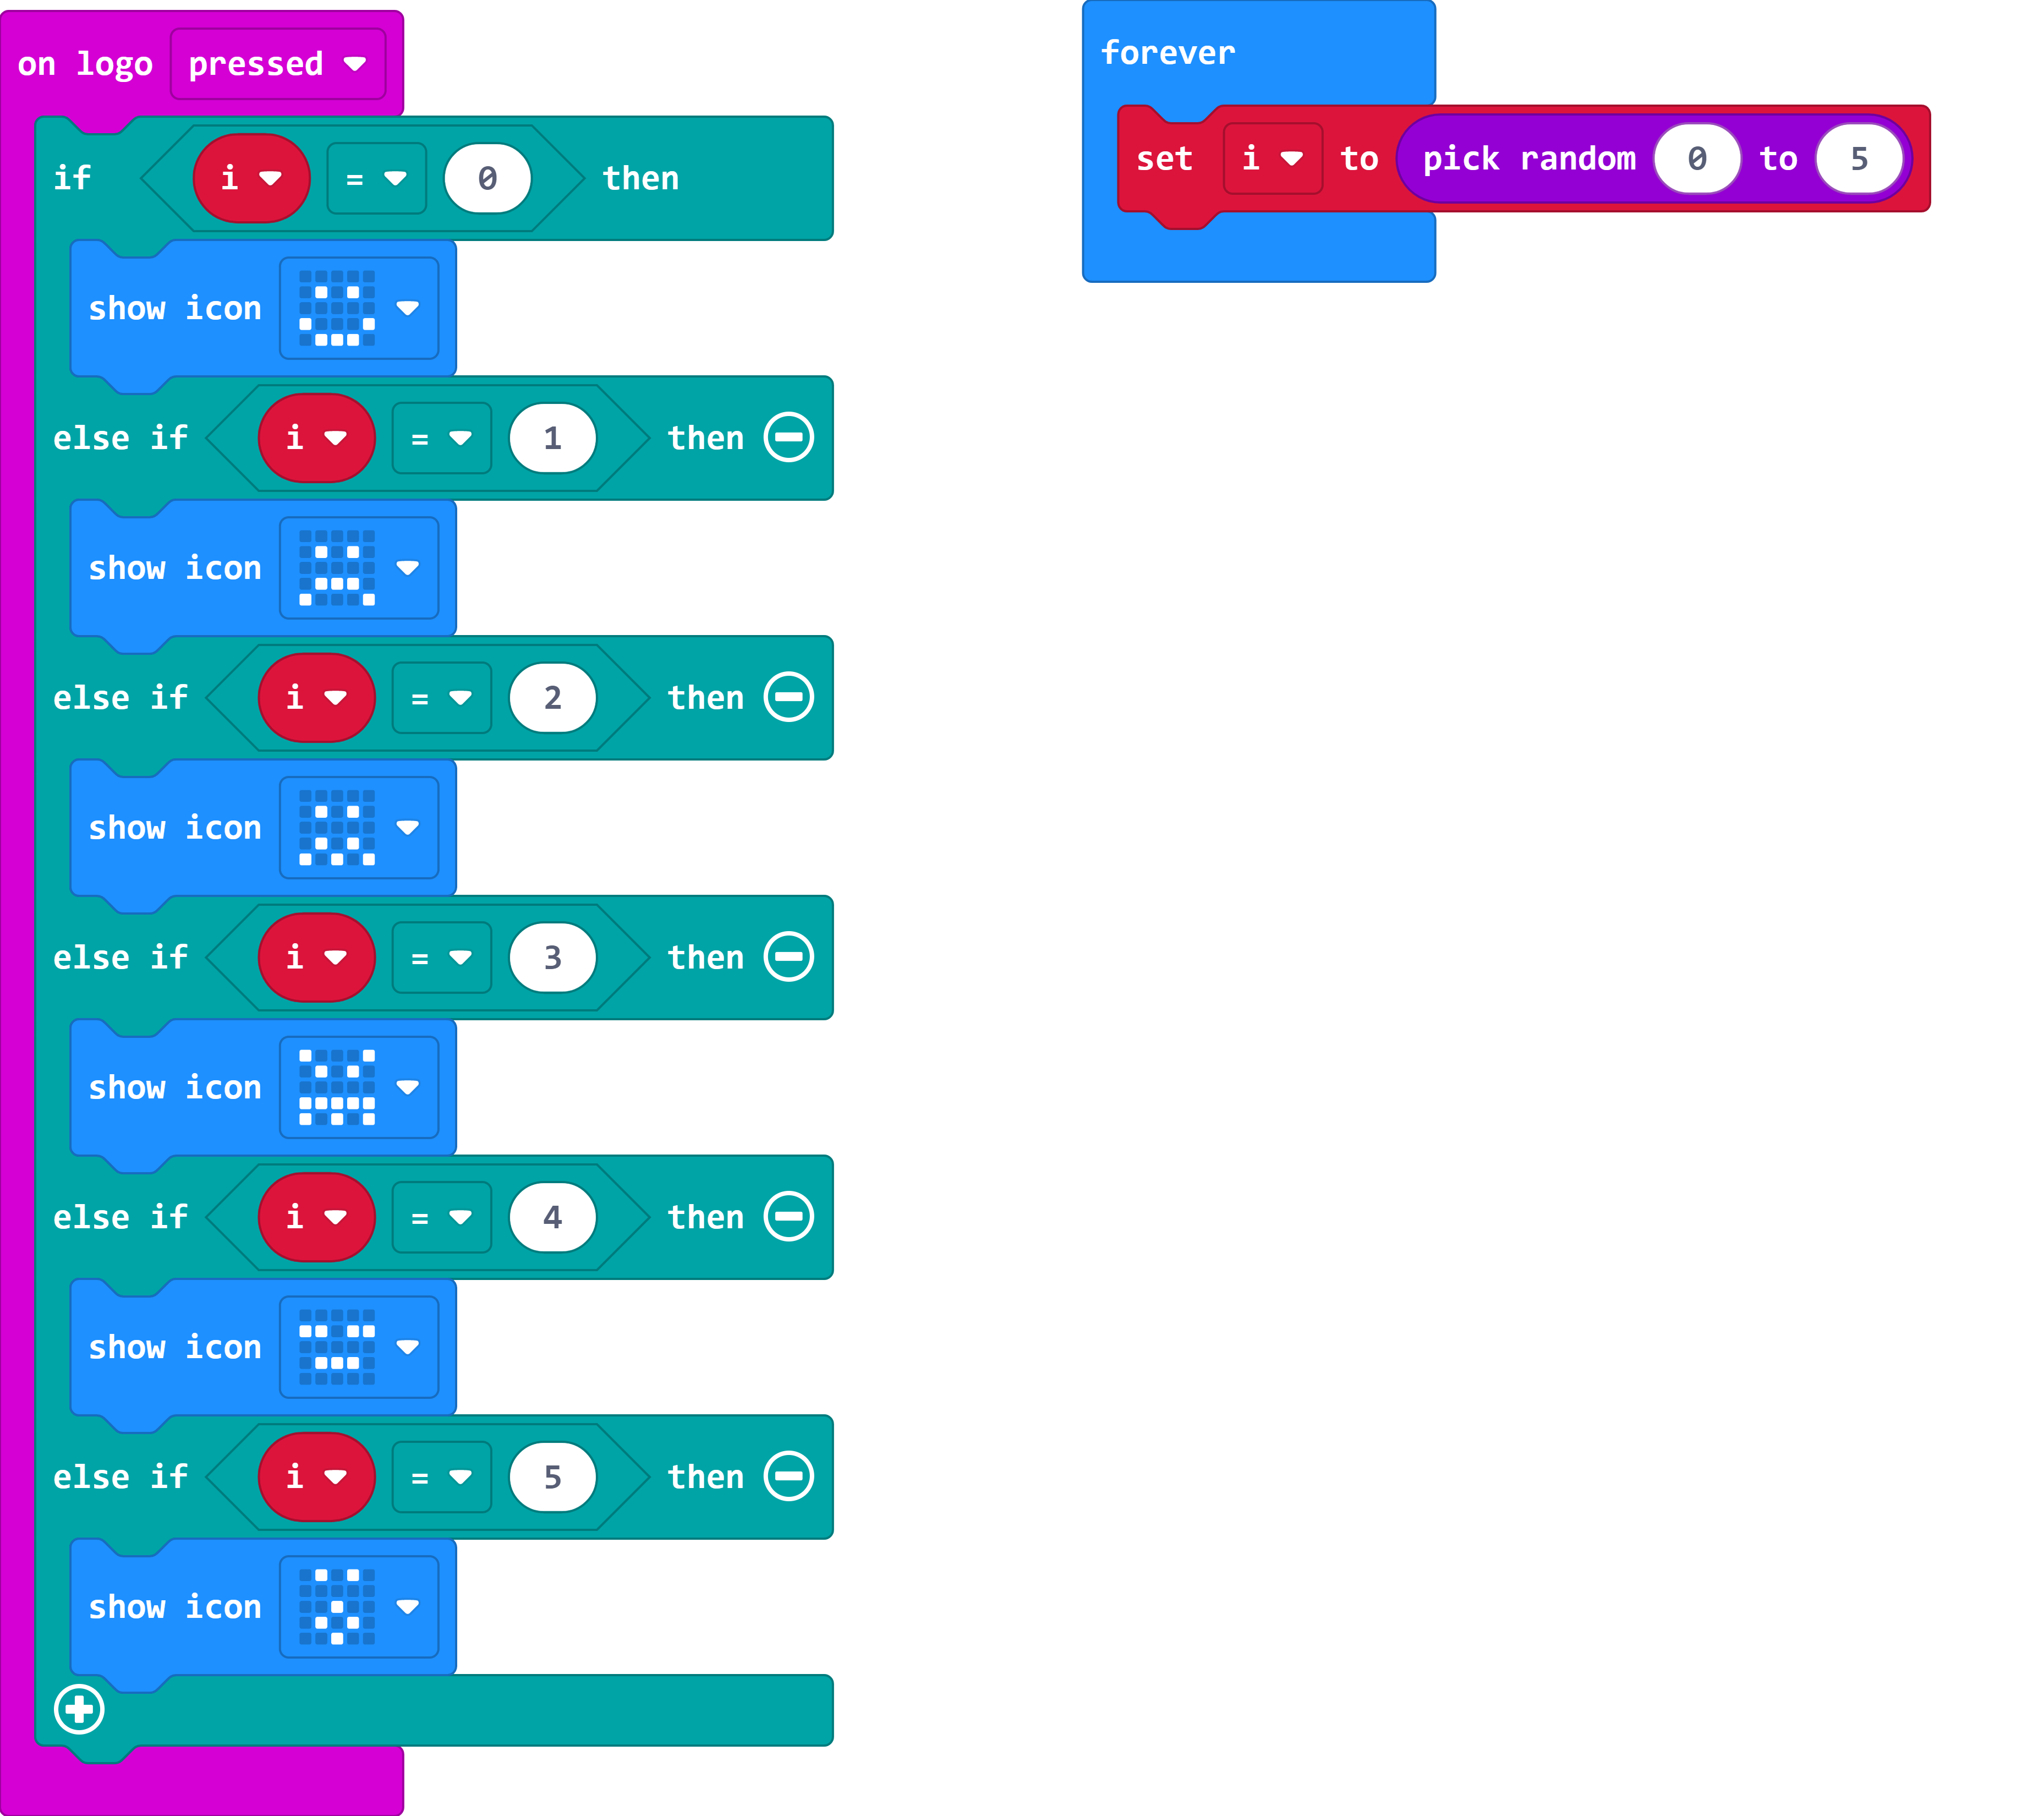 on logo pressed
if i = 0 then
show icon
else if i = 1 then
show icon
else if i = 2 then
show icon
else if i = 3 then
show icon
else if i = 4 then
show icon
else if i = 5 then
show icon
forever
set i to pick random 0 to 5